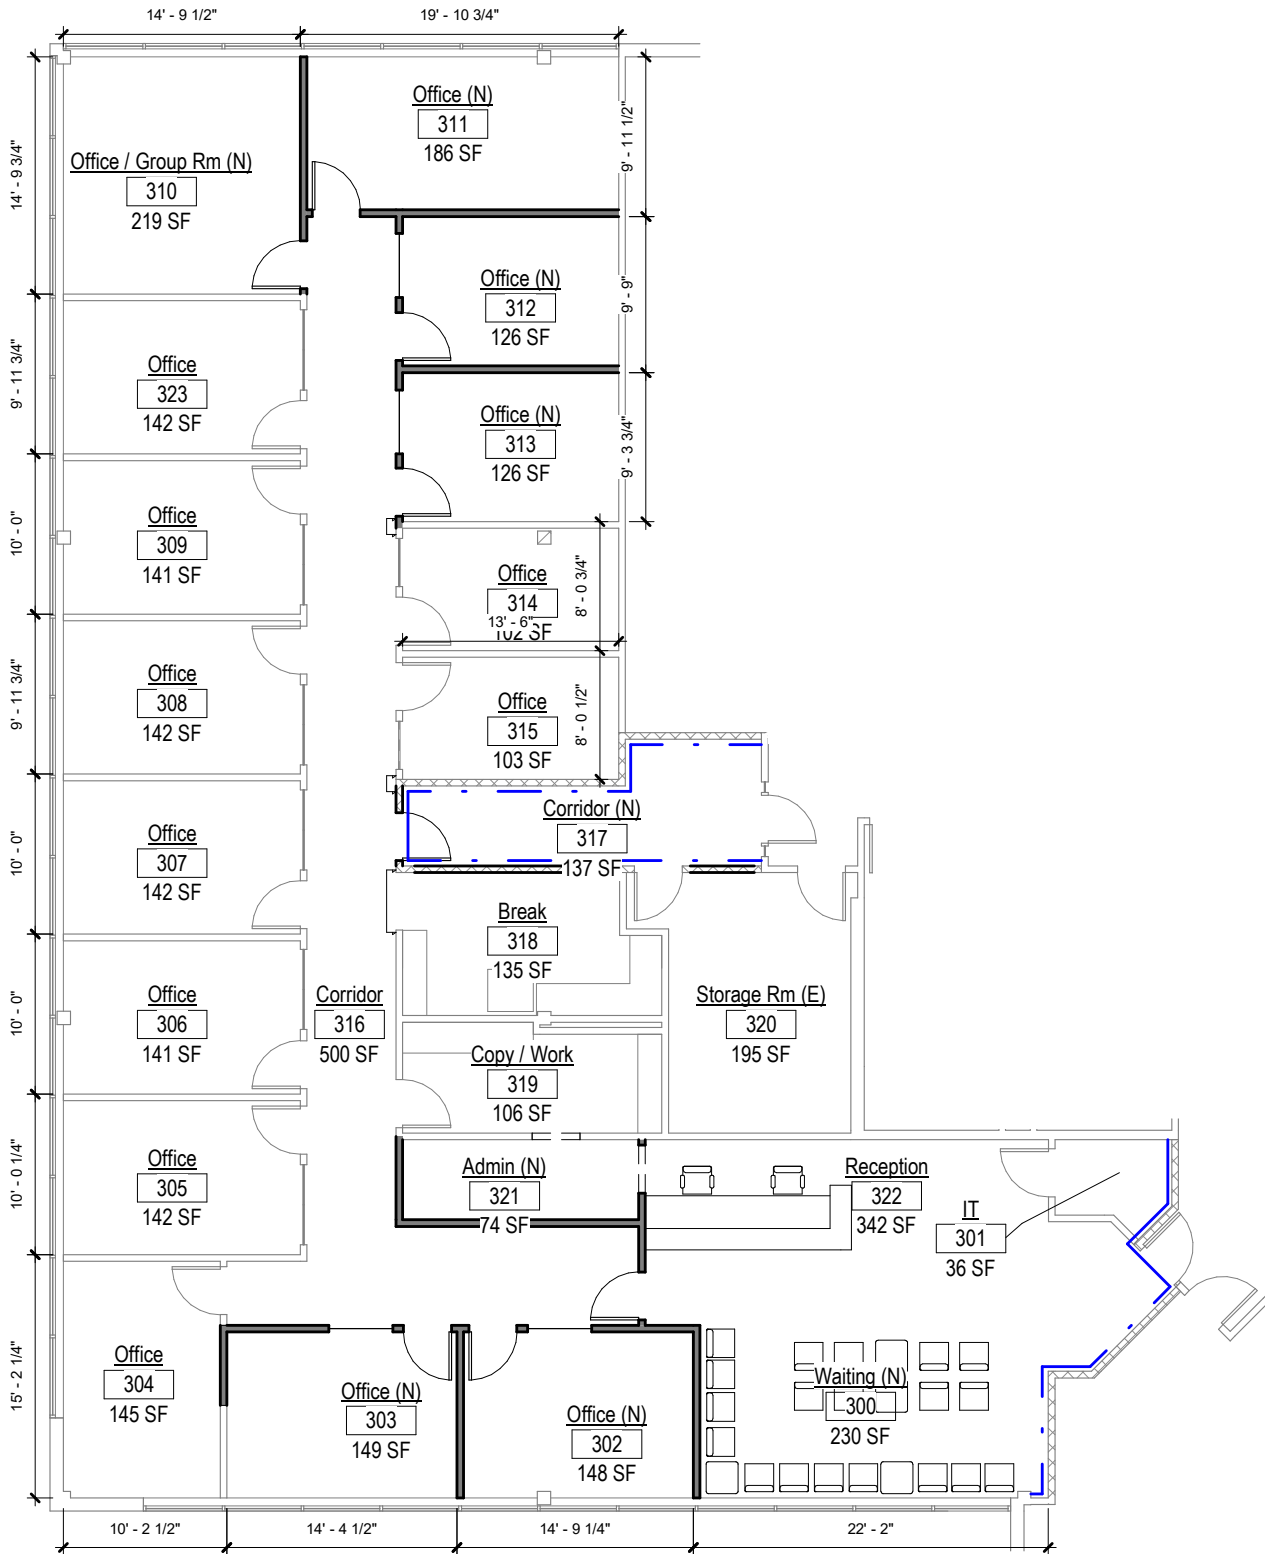 14' - 9 1/2"
19' - 10 3/4"
14' - 9 3/4"
9' - 11 3/4"
10' - 0"
9' - 11 3/4"
10' - 0"
10' - 0"
10' - 0 1/4"
15' - 2 1/4"
Office / Group Rm (N)
310
219 SF
Office (N)
311
186 SF
9' - 11 1/2"
Office (N)
312
126 SF
9' - 9"
Office
323
142 SF
Office (N)
313
126 SF
9' - 3 3/4"
Office
309
141 SF
Office
314
102 SF
13' - 6"
8' - 0 3/4"
Office
308
142 SF
Office
315
103 SF
8' - 0 1/2"
Office
307
142 SF
Corridor (N)
317
137 SF
Break
318
135 SF
Office
306
141 SF
Corridor
316
500 SF
Storage Rm (E)
320
195 SF
Copy / Work
319
106 SF
Office
305
142 SF
Admin (N)
321
74 SF
Reception
322
342 SF
IT
301
36 SF
Office
304
145 SF
Office (N)
303
149 SF
Office (N)
302
148 SF
Waiting (N)
300
230 SF
10' - 2 1/2"
14' - 4 1/2"
14' - 9 1/4"
22' - 2"